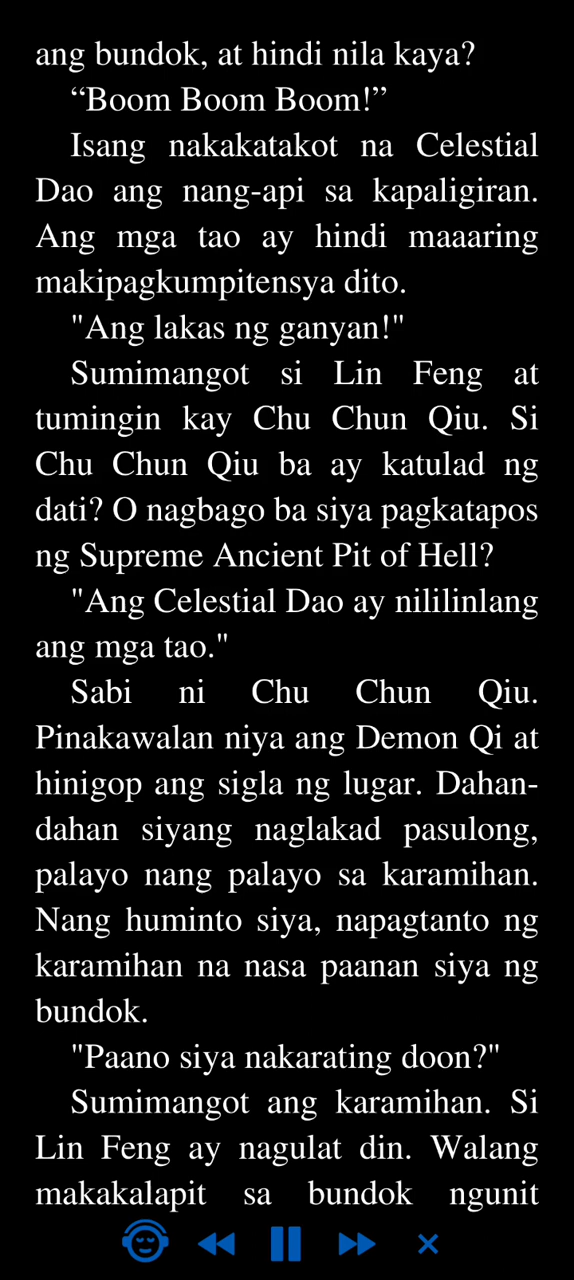 ang bundok, at hindi nila kaya?
“Boom Boom Boom!”
Isang nakakatakot na Celestial
Dao ang nang-api sa kapaligiran.
Ang mga tao ay hindi maaaring
makipagkumpitensya dito.
"Ang lakas ng ganyan!"
Sumimangot si Lin Feng at
tumingin kay Chu Chun Qiu. Si
Chu Chun Qiu ba ay katulad ng
dati? O nagbago ba siya pagkatapos
ng Supreme Ancient Pit of Hell?
"Ang Celestial Dao ay nililinlang
ang mga tao."
Sabi ni Chu Chun Qiu.
Pinakawalan niya ang Demon Qi at
hinigop ang sigla ng lugar. Dahan-
dahan siyang naglakad pasulong,
palayo nang palayo sa karamihan.
Nang huminto siya, napagtanto ng
karamihan na nasa paanan siya ng
bundok.
"Paano siya nakarating doon?"
Sumimangot ang karamihan. Si
Lin Feng ay nagulat din. Walang
makakalapit sa bundok ngunit